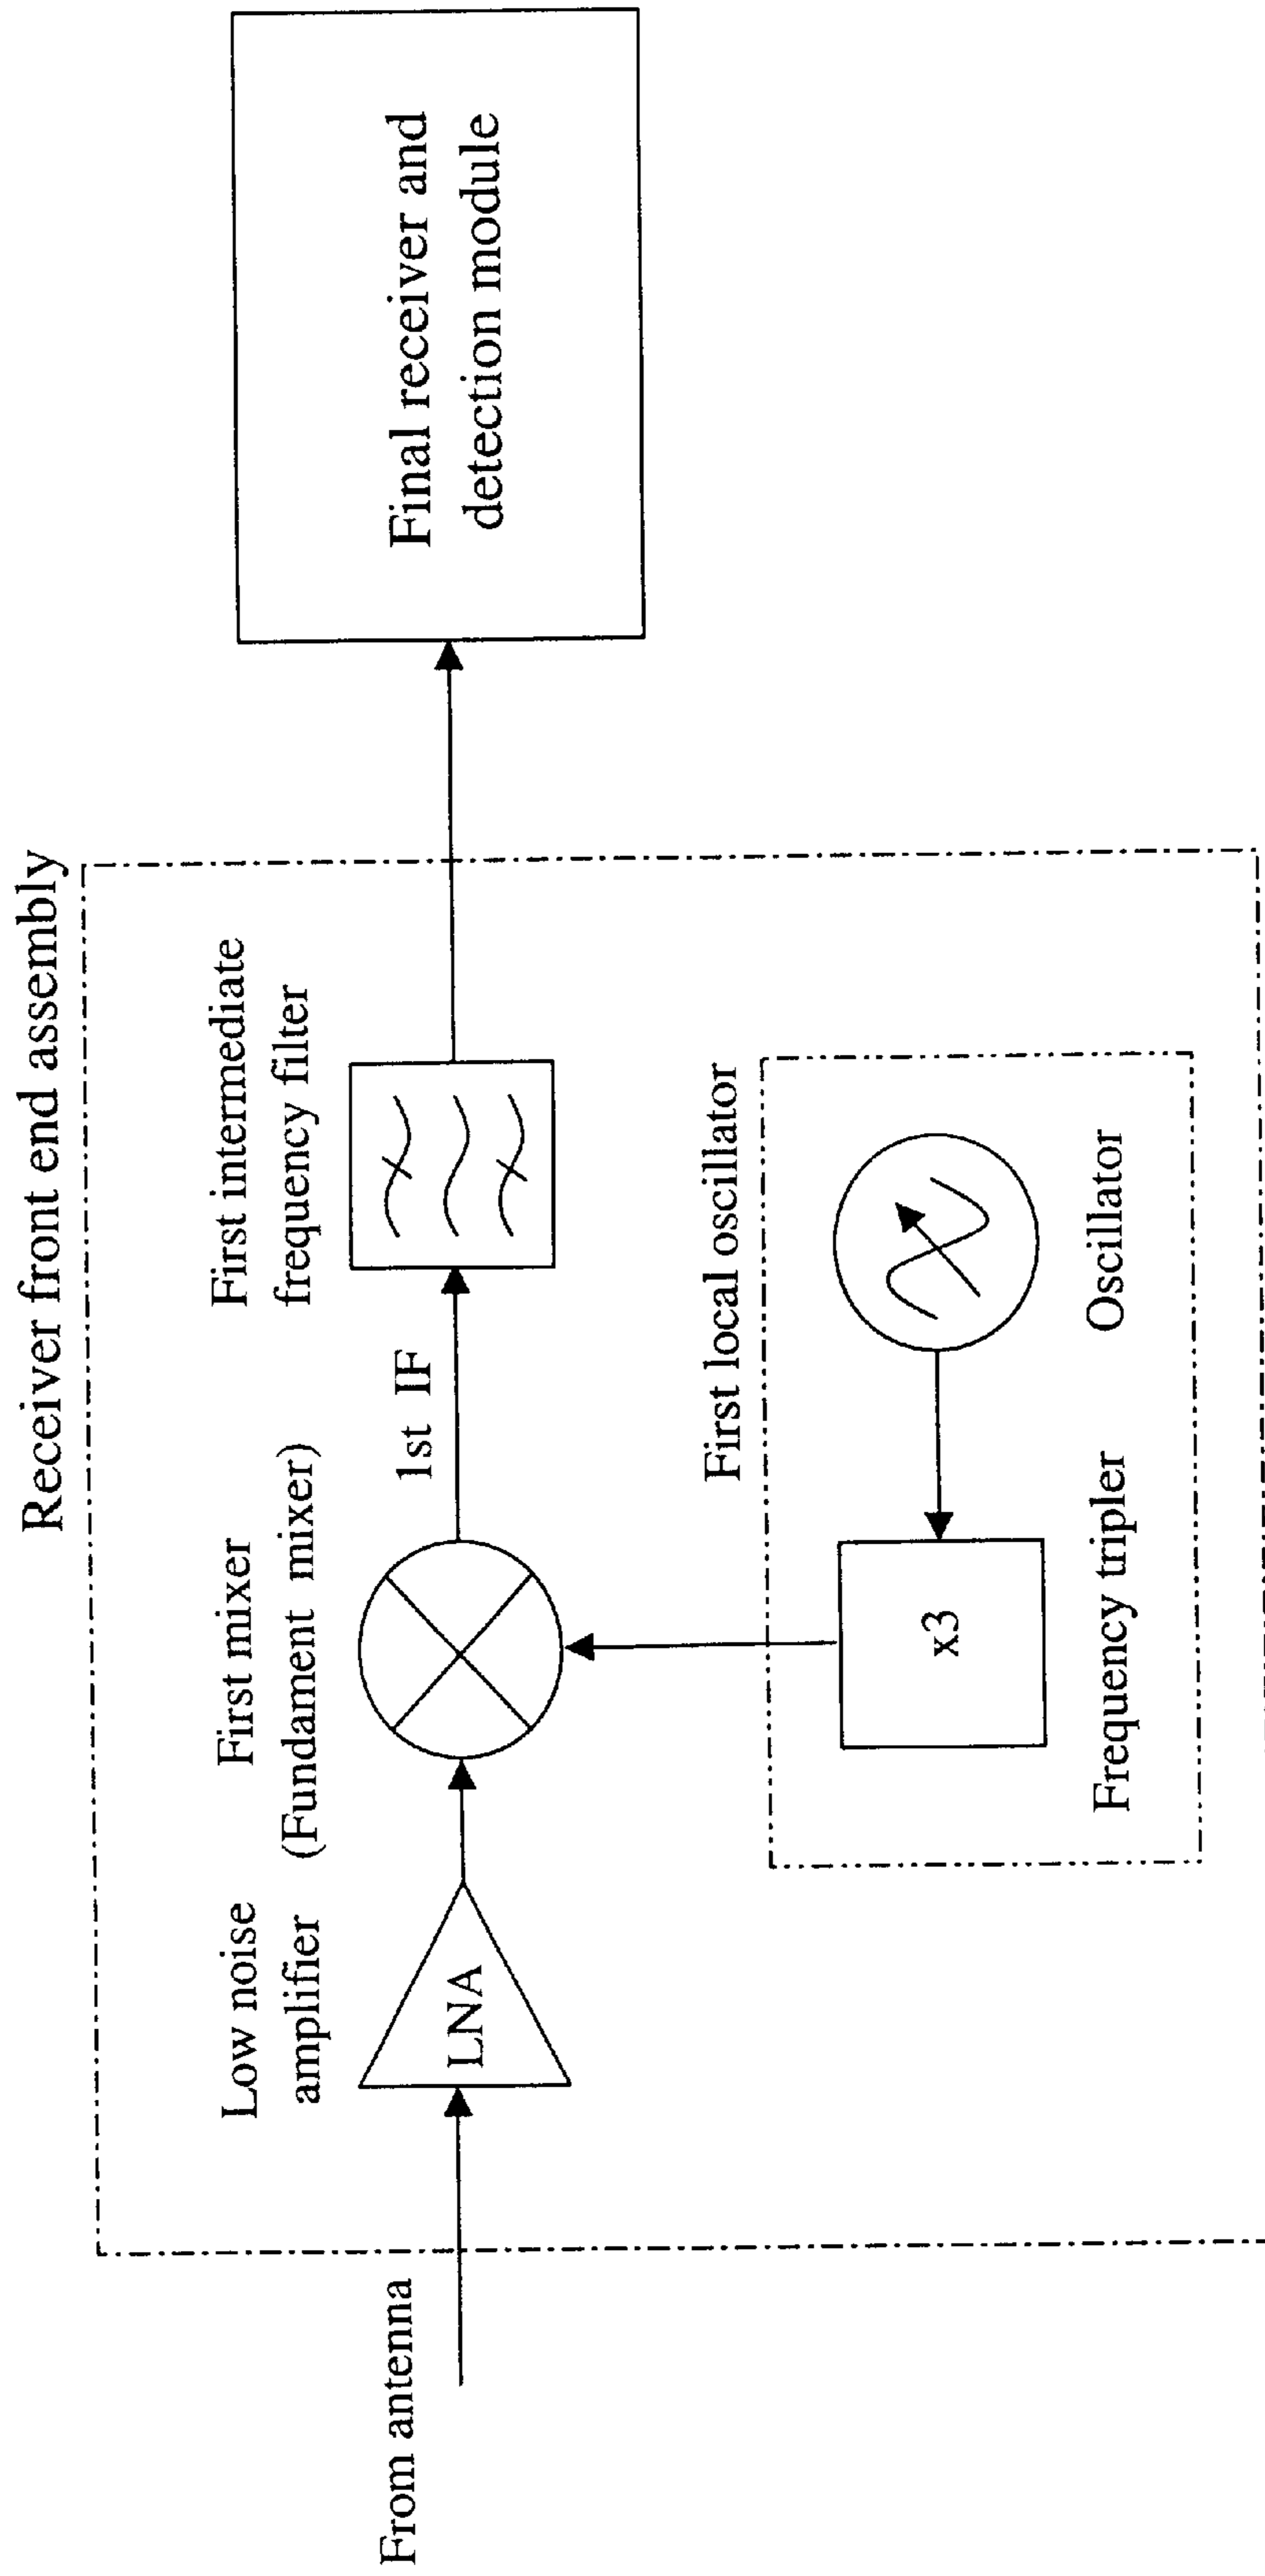 Receiver front end assembly
From antenna
Low noise
amplifier
LNA
First mixer
(Fundament mixer)
1st IF
First intermediate
frequency filter
First local oscillator
x3
Frequency tripler
Oscillator
Final receiver and
detection module